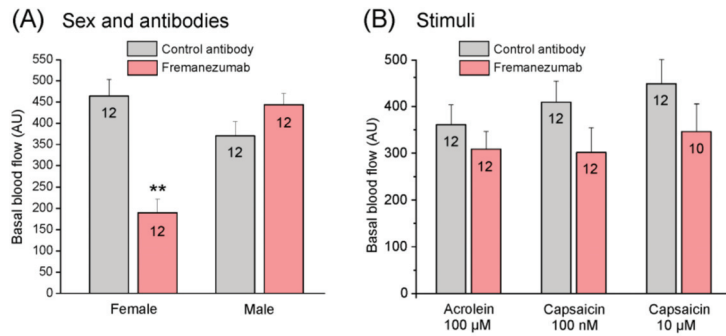 (A) Sex and antibodies
Control antibody
Fremanezumab
Basal blood flow (AU)
550
500
450
400
350
300
250
200
150
100
50
0
12
12
**
12
12
Female
Male
(B) Stimuli
Control antibody
Fremanezumab
Basal blood flow (AU)
500
400
300
200
100
0
12
12
12
12
12
10
Acrolein
100 µM
Capsaicin
100 nM
Capsaicin
10 µM